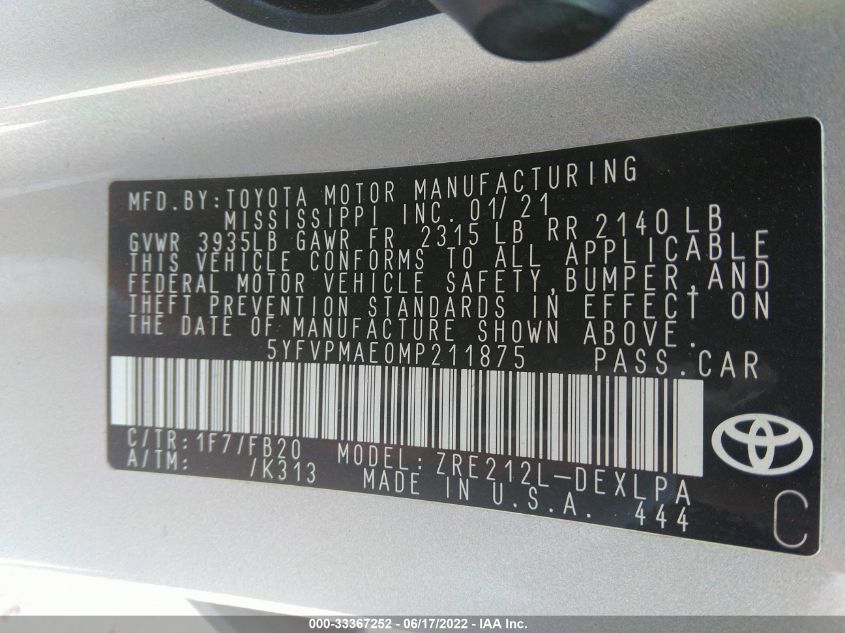 MFD.BY:TOYOTA MOTOR MANUFACTURING
MISSISSIPPI INC. 01/21
GVWR 3935LB GAWR FR 2315 LB RR 2140 LB
THIS VEHICLE CONFORMS TO ALL APPLICABLE
FEDERAL MOTOR VEHICLE SAFETY,BUMPER,AND
THEFT PREVENTION STANDARDS IN EFFECT ON
THE DATE OF MANUFACTURE SHOWN ABOVE.
5YFVPMAE0MP211875 PASS.CAR
C/TR:1F7/FB20 MODEL: ZRE212L-DEXLPA
A/TM: /K313 MADE IN U.S.A. 444
C
000-33367252 - 06/17/2022 - IAA Inc.